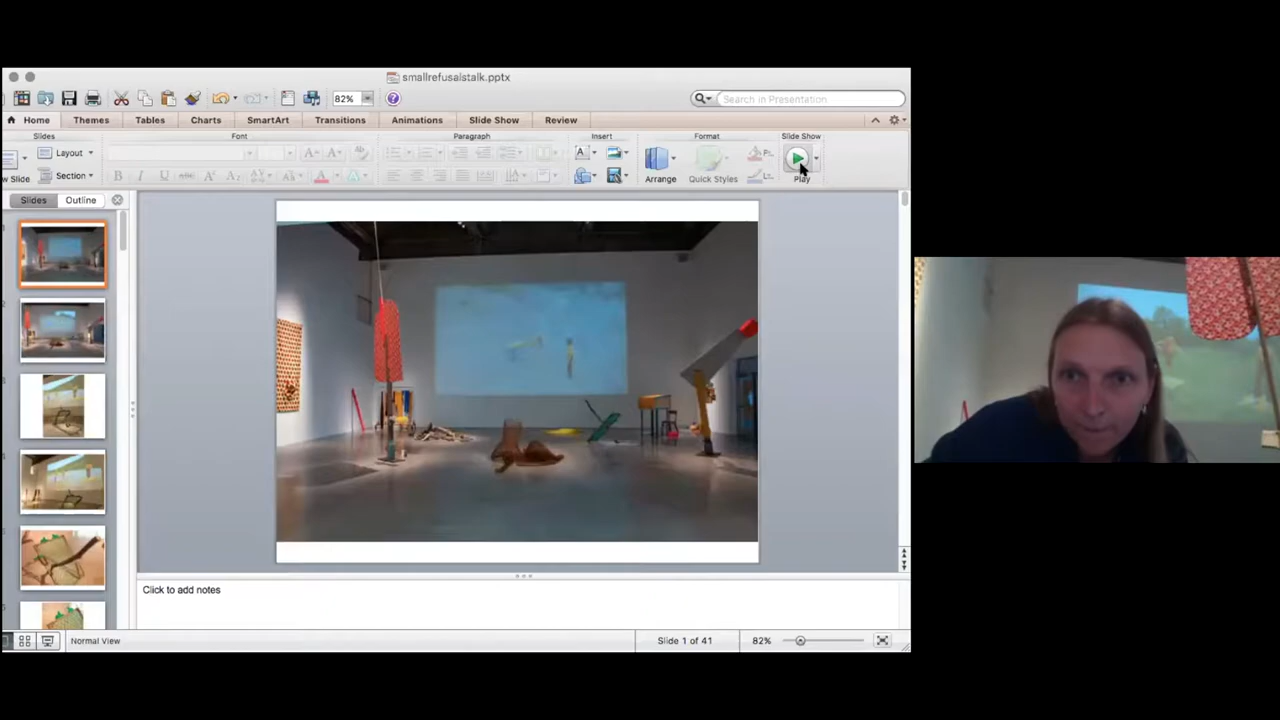 smallrefusalstalk.pptx
82%
Search in Presentation
Home Themes Tables Charts SmartArt Transitions Animations Slide Show Review
Slides Font Paragraph Insert Format Slide Show
Layout
w Slide Section Arrange Quick Styles Play
Slides Outline
Click to add notes
Normal View Slide 1 of 41 82%